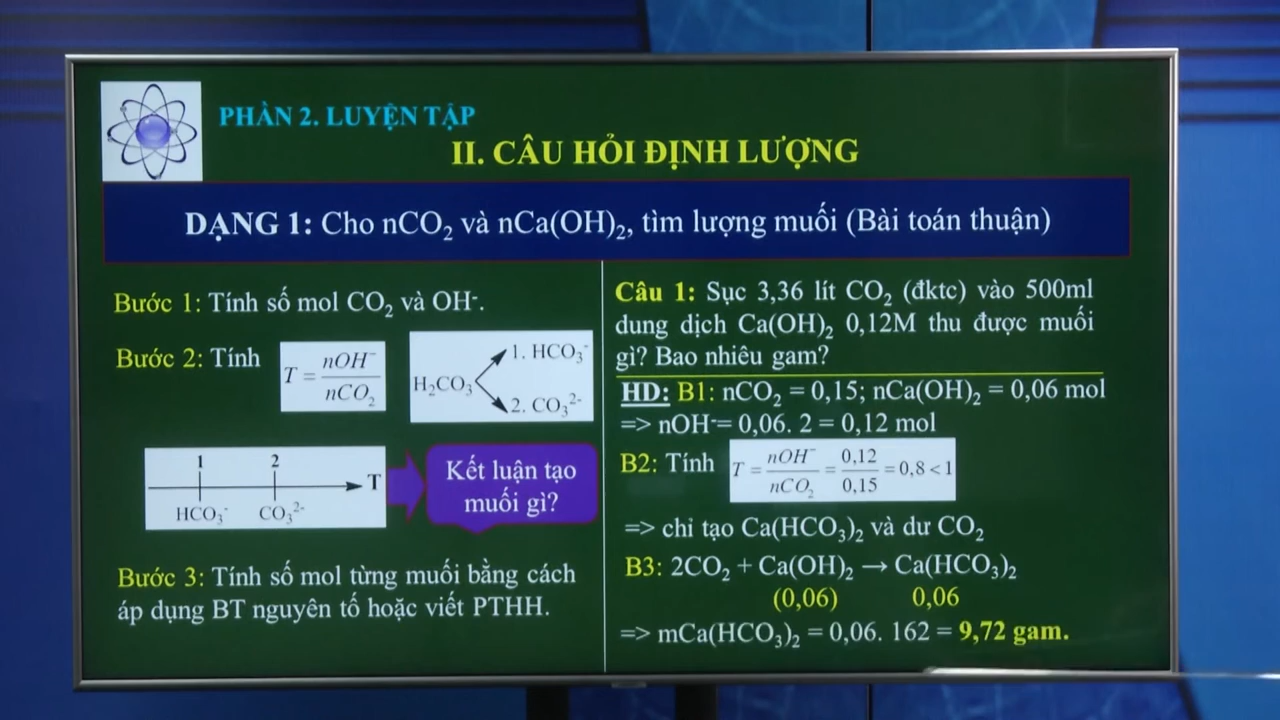 PHẦN 2. LUYỆN TẬP
II. CÂU HỎI ĐỊNH LƯỢNG
DẠNG 1: Cho nCO₂ và nCa(OH)₂, tìm lượng muối (Bài toán thuận)
Bước 1: Tính số mol CO₂ và OH⁻.
Bước 2: Tính
T = nOH⁻ / nCO₂
H₂CO₃
1. HCO₃⁻
2. CO₃²⁻
1 2
T
HCO₃⁻ CO₃²⁻
Kết luận tạo
muối gì?
Bước 3: Tính số mol từng muối bằng cách
áp dụng BT nguyên tố hoặc viết PTHH.
Câu 1: Sục 3,36 lít CO₂ (đktc) vào 500ml
dung dịch Ca(OH)₂ 0,12M thu được muối
gì? Bao nhiêu gam?
HD: B1: nCO₂ = 0,15; nCa(OH)₂ = 0,06 mol
=> nOH⁻= 0,06. 2 = 0,12 mol
B2: Tính T = nOH⁻ / nCO₂ = 0,12 / 0,15 = 0,8 < 1
=> chỉ tạo Ca(HCO₃)₂ và dư CO₂
B3: 2CO₂ + Ca(OH)₂ → Ca(HCO₃)₂
(0,06) 0,06
=> mCa(HCO₃)₂ = 0,06. 162 = 9,72 gam.